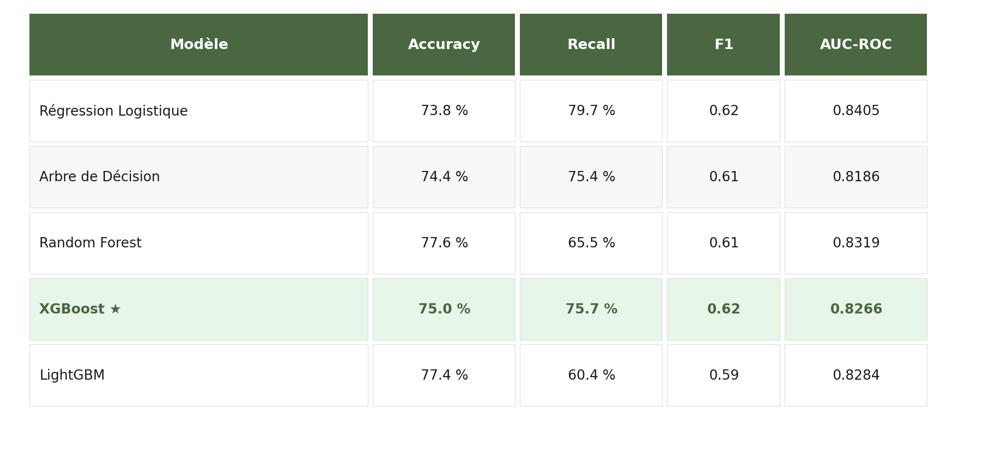 Modèle Accuracy Recall F1 AUC-ROC
Régression Logistique 73.8 % 79.7 % 0.62 0.8405
Arbre de Décision 74.4 % 75.4 % 0.61 0.8186
Random Forest 77.6 % 65.5 % 0.61 0.8319
XGBoost ★ 75.0 % 75.7 % 0.62 0.8266
LightGBM 77.4 % 60.4 % 0.59 0.8284